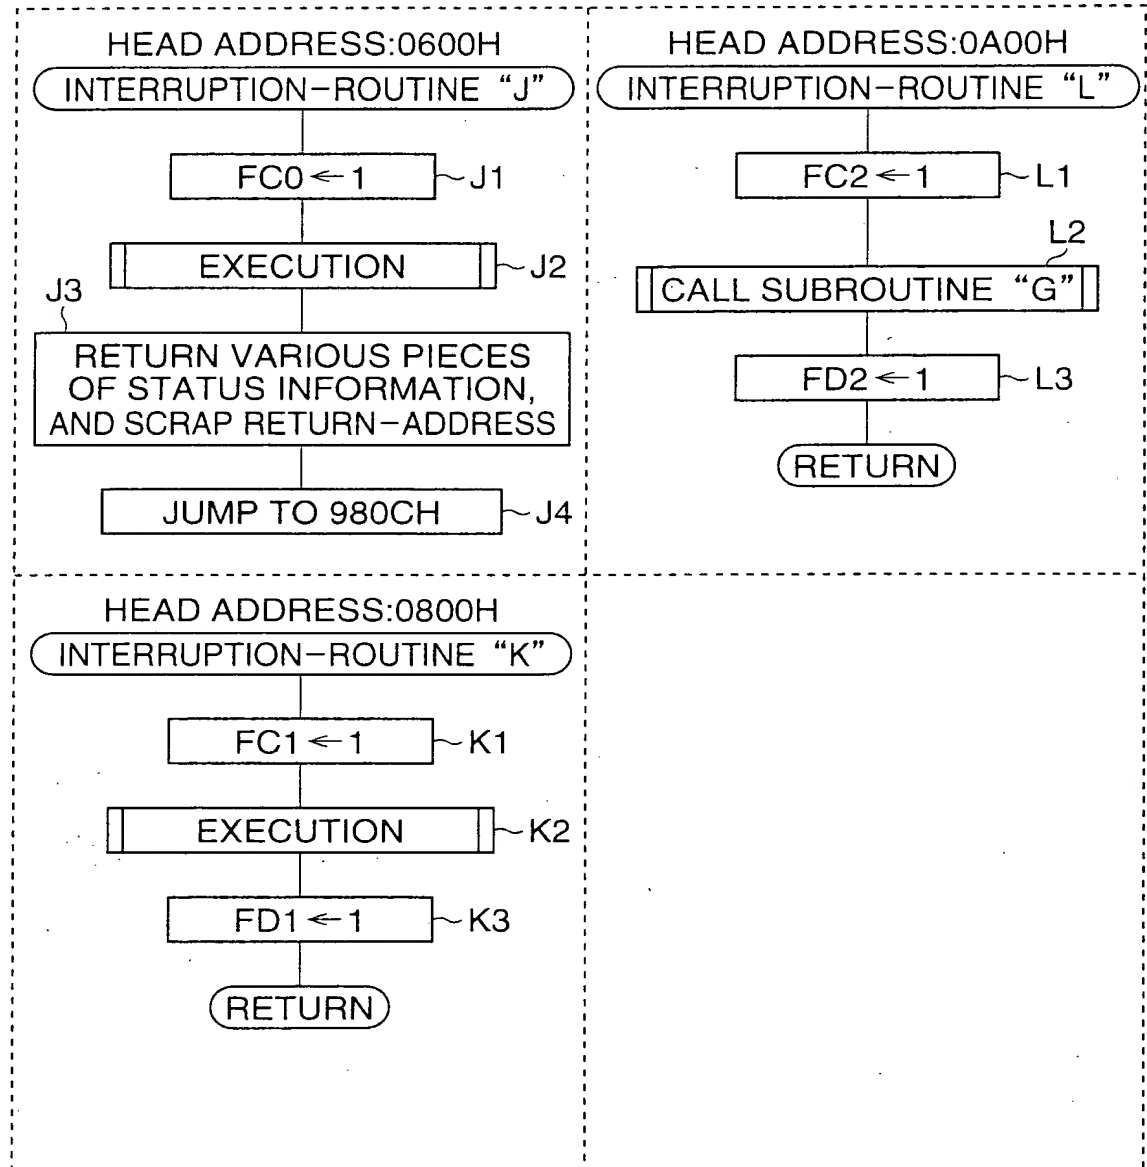 HEAD ADDRESS:0600H
INTERRUPTION-ROUTINE “J”
FC0←1
J1
EXECUTION
J2
J3
RETURN VARIOUS PIECES
OF STATUS INFORMATION,
AND SCRAP RETURN-ADDRESS
JUMP TO 980CH
J4
HEAD ADDRESS:0A00H
INTERRUPTION-ROUTINE “L”
FC2←1
L1
L2
CALL SUBROUTINE “G”
FD2←1
L3
RETURN
HEAD ADDRESS:0800H
INTERRUPTION-ROUTINE “K”
FC1←1
K1
EXECUTION
K2
FD1←1
K3
RETURN